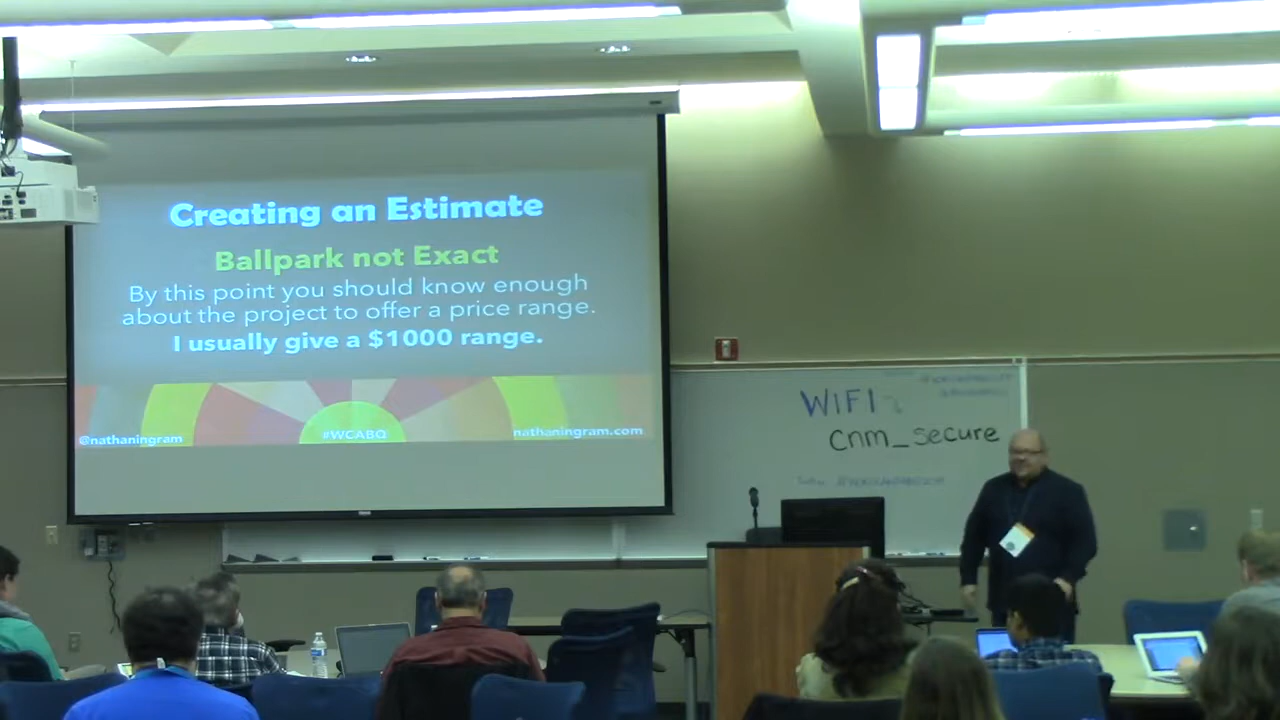 Creating an Estimate
Ballpark not Exact
By this point you should know enough
about the project to offer a price range.
I usually give a $1000 range.
@nathaningram
#WCABQ
nathaningram.com
WIFI
cnm_secure